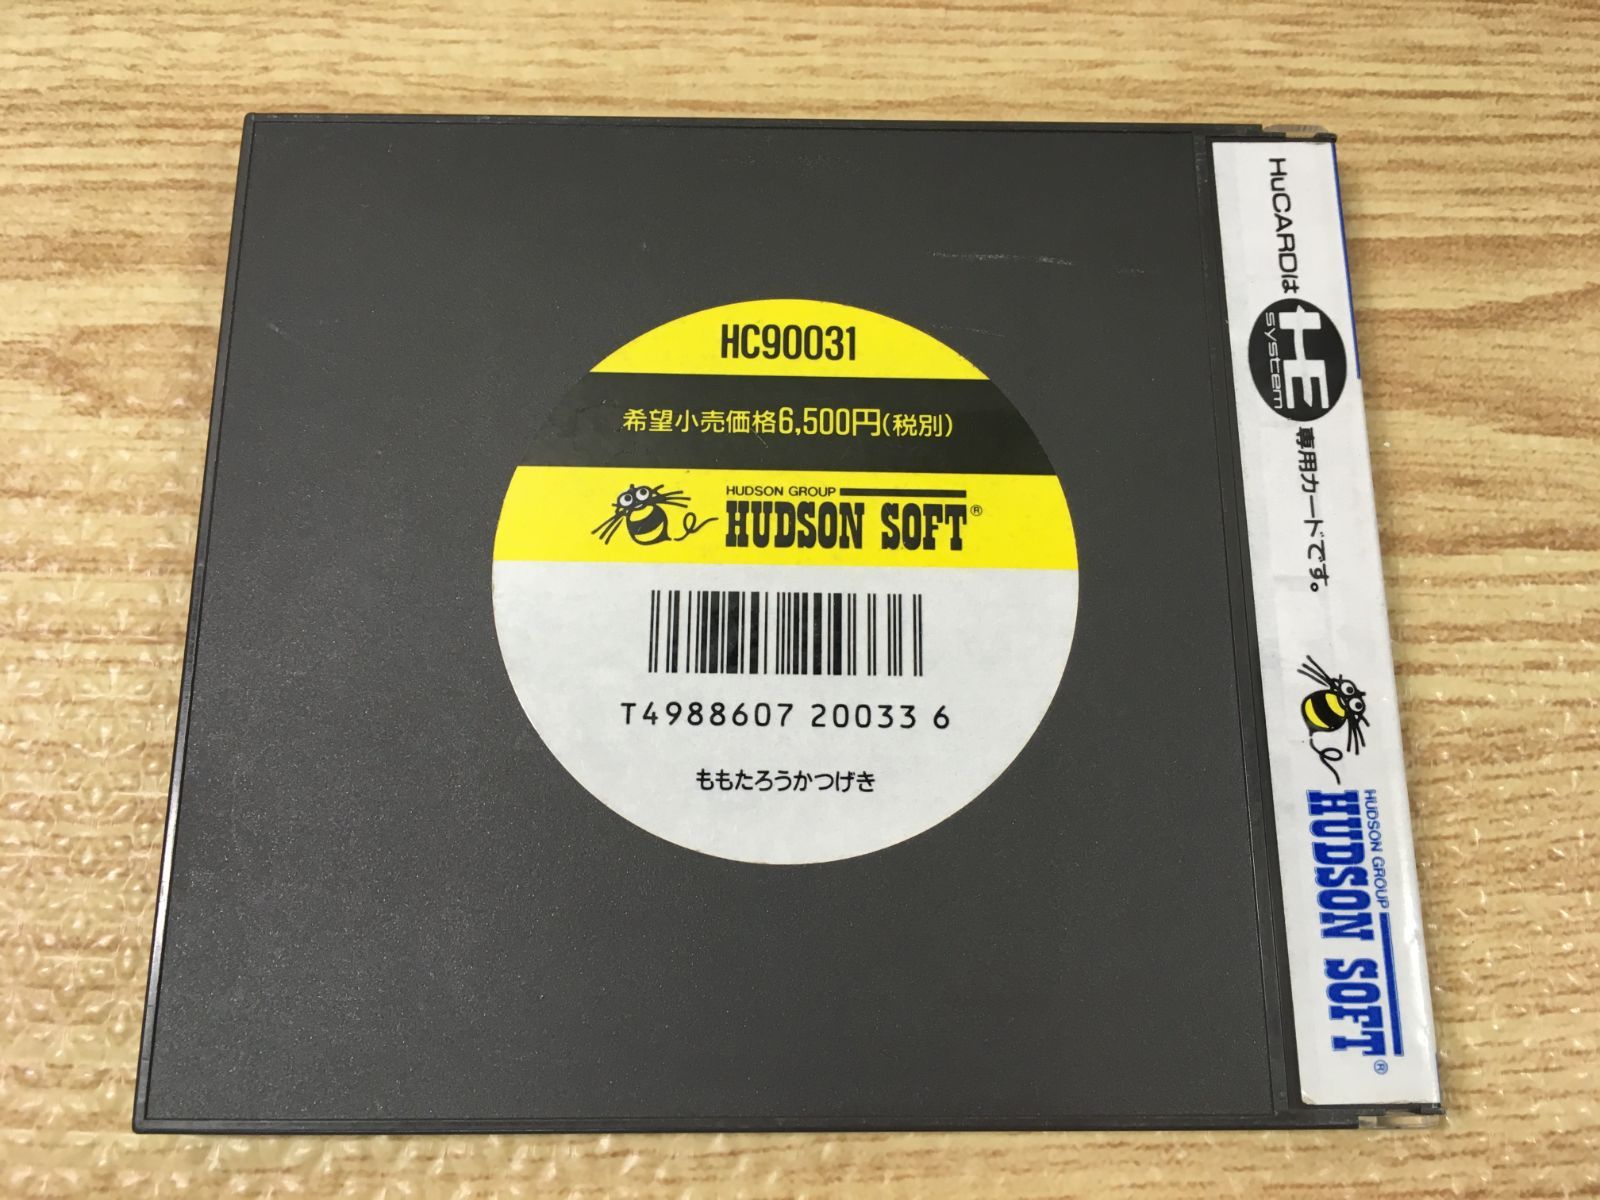 HC90031
希望小売価格6,500円(税別)
HUDSON GROUP
HUDSON SOFT®
T4988607 20033 6
ももたろうかつげき
HuCARDは HE system 専用カードです。
HUDSON GROUP
HUDSON SOFT®